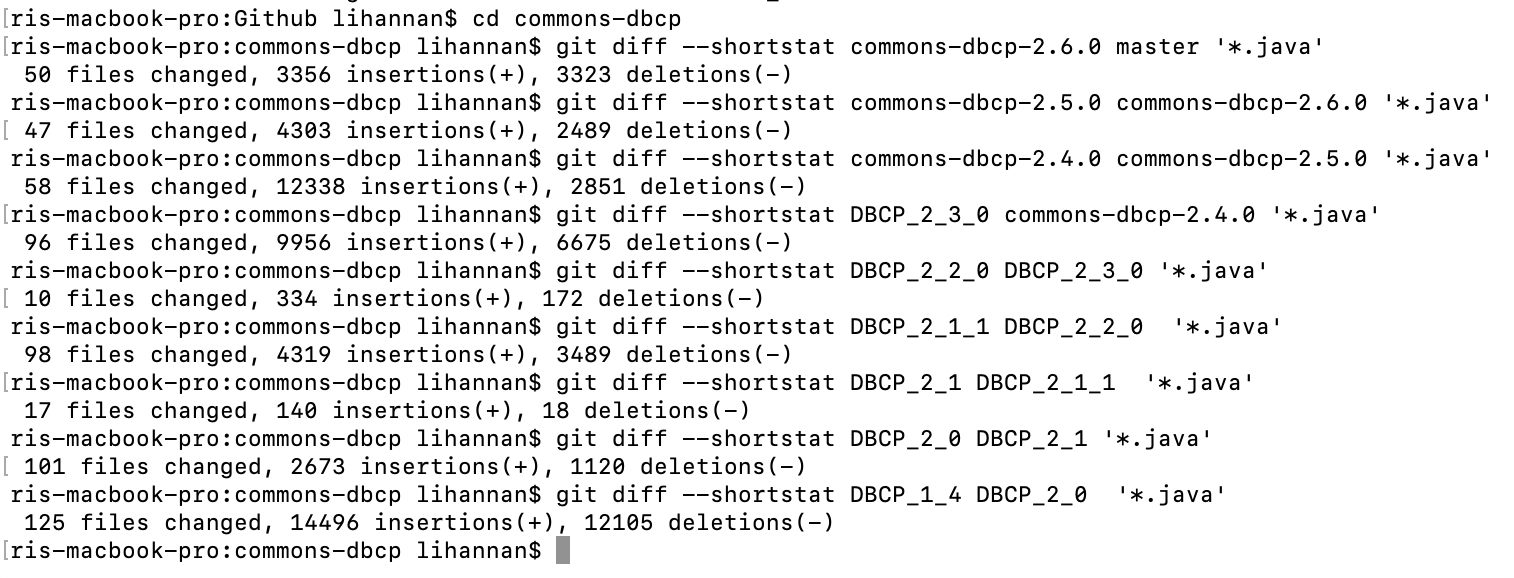 [ris-macbook-pro:Github lihannan$ cd commons-dbcp
[ris-macbook-pro:commons-dbcp lihannan$ git diff --shortstat commons-dbcp-2.6.0 master '*.java'
 50 files changed, 3356 insertions(+), 3323 deletions(-)
[ris-macbook-pro:commons-dbcp lihannan$ git diff --shortstat commons-dbcp-2.5.0 commons-dbcp-2.6.0 '*.java'
[ 47 files changed, 4303 insertions(+), 2489 deletions(-)
ris-macbook-pro:commons-dbcp lihannan$ git diff --shortstat commons-dbcp-2.4.0 commons-dbcp-2.5.0 '*.java'
 58 files changed, 12338 insertions(+), 2851 deletions(-)
[ris-macbook-pro:commons-dbcp lihannan$ git diff --shortstat DBCP_2_3_0 commons-dbcp-2.4.0 '*.java'
 96 files changed, 9956 insertions(+), 6675 deletions(-)
[ris-macbook-pro:commons-dbcp lihannan$ git diff --shortstat DBCP_2_2_0 DBCP_2_3_0 '*.java'
[ 10 files changed, 334 insertions(+), 172 deletions(-)
ris-macbook-pro:commons-dbcp lihannan$ git diff --shortstat DBCP_2_1_1 DBCP_2_2_0  '*.java'
 98 files changed, 4319 insertions(+), 3489 deletions(-)
[ris-macbook-pro:commons-dbcp lihannan$ git diff --shortstat DBCP_2_1 DBCP_2_1_1  '*.java'
 17 files changed, 140 insertions(+), 18 deletions(-)
[ris-macbook-pro:commons-dbcp lihannan$ git diff --shortstat DBCP_2_0 DBCP_2_1 '*.java'
[ 101 files changed, 2673 insertions(+), 1120 deletions(-)
ris-macbook-pro:commons-dbcp lihannan$ git diff --shortstat DBCP_1_4 DBCP_2_0  '*.java'
 125 files changed, 14496 insertions(+), 12105 deletions(-)
[ris-macbook-pro:commons-dbcp lihannan$